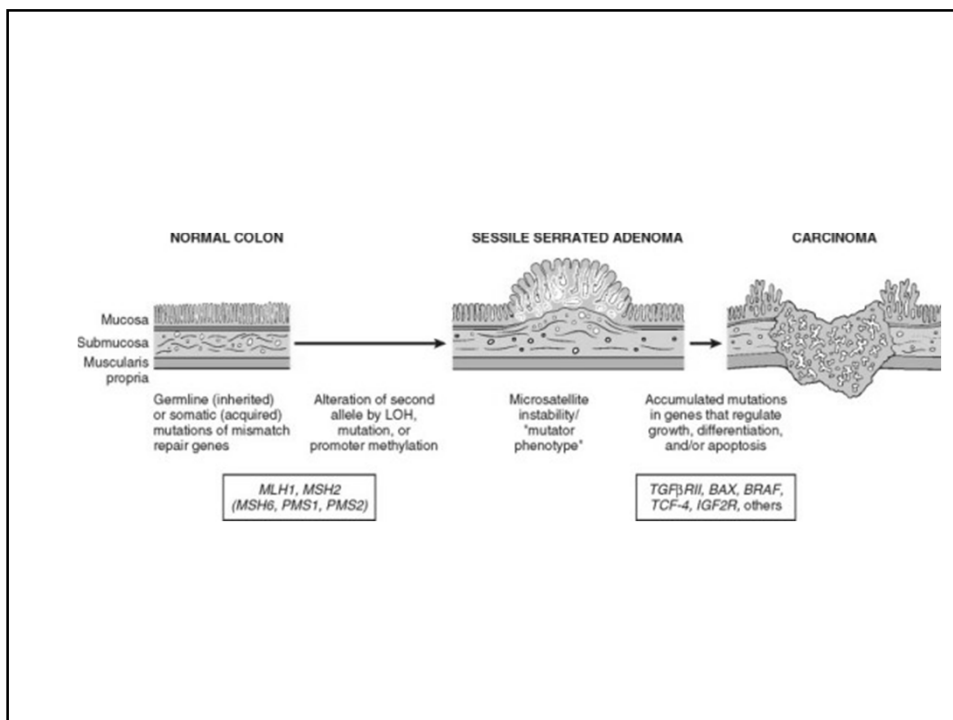 NORMAL COLON
SESSILE SERRATED ADENOMA
CARCINOMA
Mucosa
Submucosa
Muscularis
propria
Germline (inherited)
or somatic (acquired)
mutations of mismatch
repair genes
Alteration of second
allele by LOH,
mutation, or
promoter methylation
Microsatellite
instability/
"mutator
phenotype"
Accumulated mutations
in genes that regulate
growth, differentiation,
and/or apoptosis
MLH1, MSH2
(MSH6, PMS1, PMS2)
TGFβRII, BAX, BRAF,
TCF-4, IGF2R, others